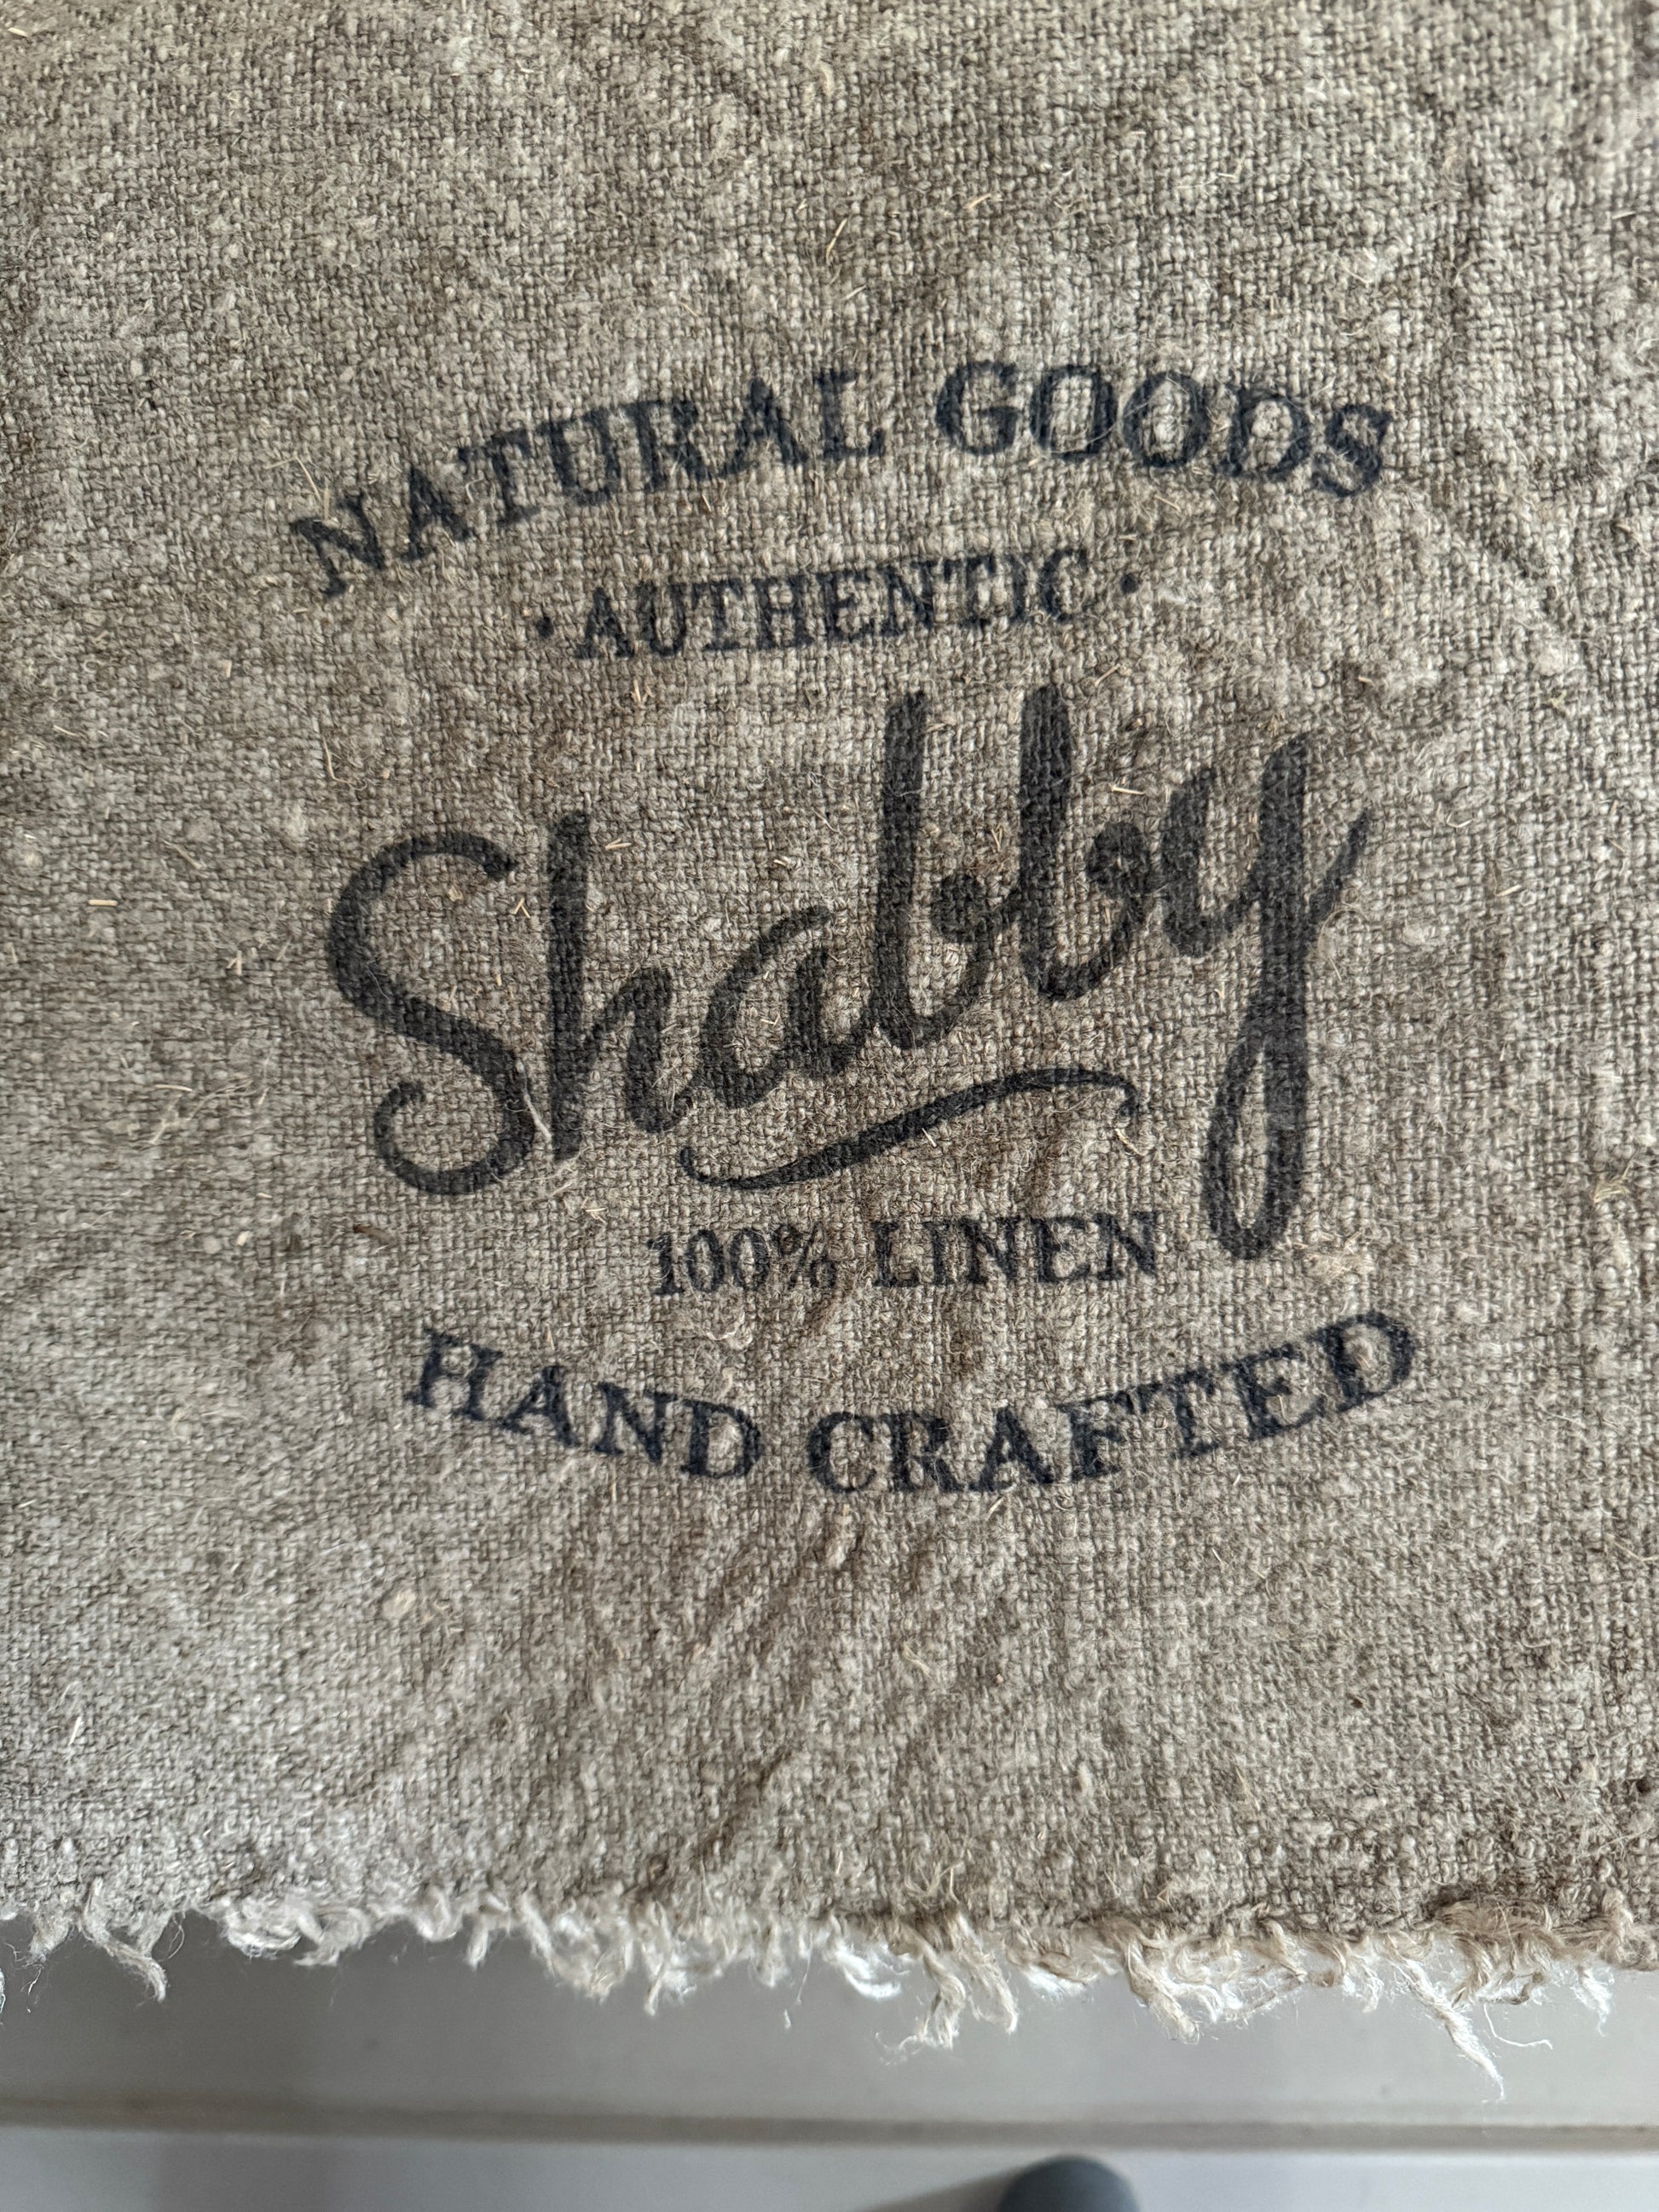 NATURAL GOODS
·AUTHENTIC·
Shabby
100% LINEN
HAND CRAFTED